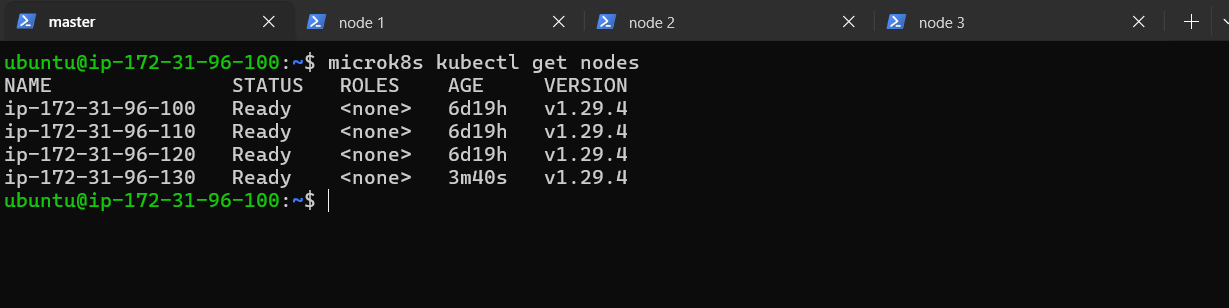 master node 1 node 2 node 3
ubuntu@ip-172-31-96-100:~$ microk8s kubectl get nodes
NAME STATUS ROLES AGE VERSION
ip-172-31-96-100 Ready <none> 6d19h v1.29.4
ip-172-31-96-110 Ready <none> 6d19h v1.29.4
ip-172-31-96-120 Ready <none> 6d19h v1.29.4
ip-172-31-96-130 Ready <none> 3m40s v1.29.4
ubuntu@ip-172-31-96-100:~$